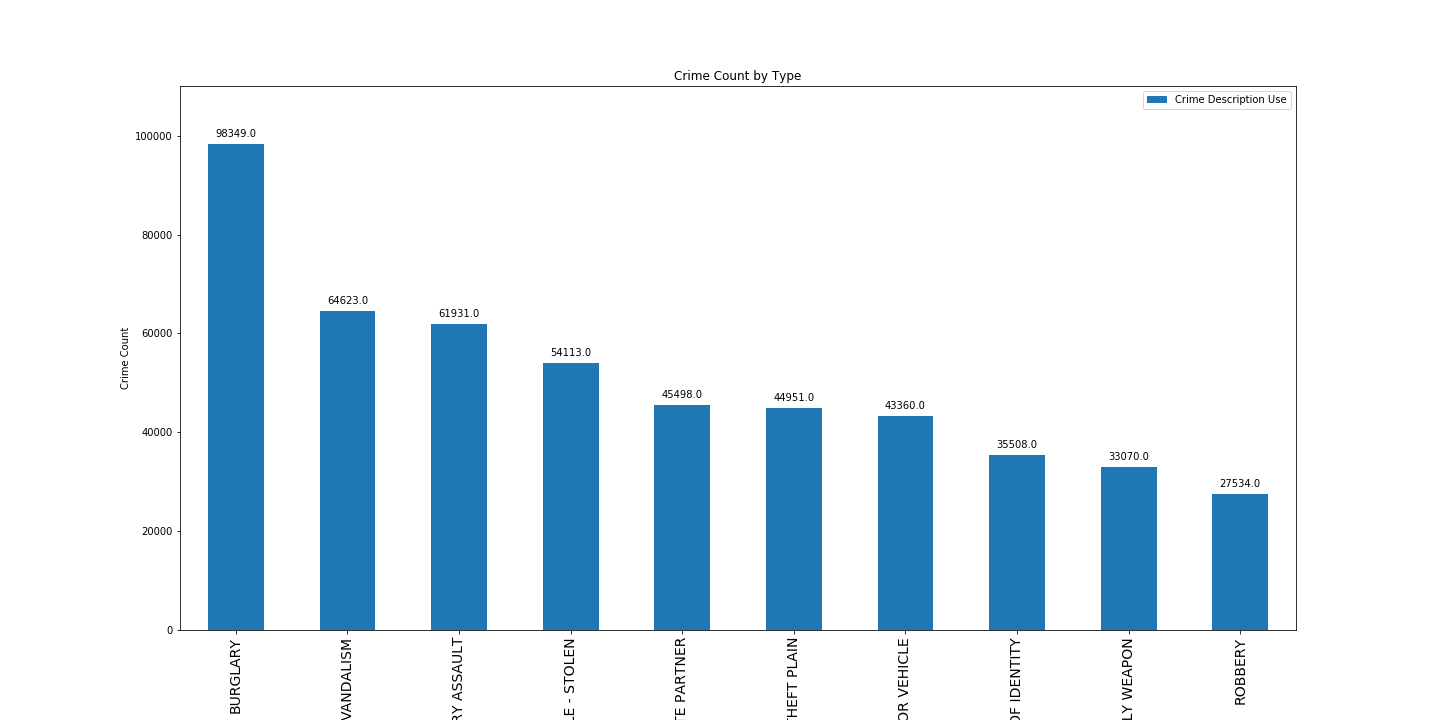 Crime Count by Type
Crime Description Use
Crime Count
100000
80000
60000
40000
20000
0
98349.0
64623.0
61931.0
54113.0
45498.0
44951.0
43360.0
35508.0
33070.0
27534.0
BURGLARY
VANDALISM
RY ASSAULT
LE - STOLEN
TE PARTNER
THEFT PLAIN
OR VEHICLE
OF IDENTITY
LY WEAPON
ROBBERY